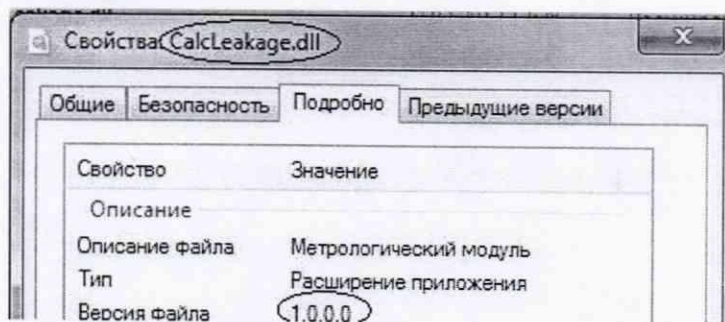 Свойства: CalcLeakage.dll
Общие Безопасность Подробно Предыдущие версии
Свойство Значение
Описание
Описание файла Метрологический модуль
Тип Расширение приложения
Версия файла 1.0.0.0